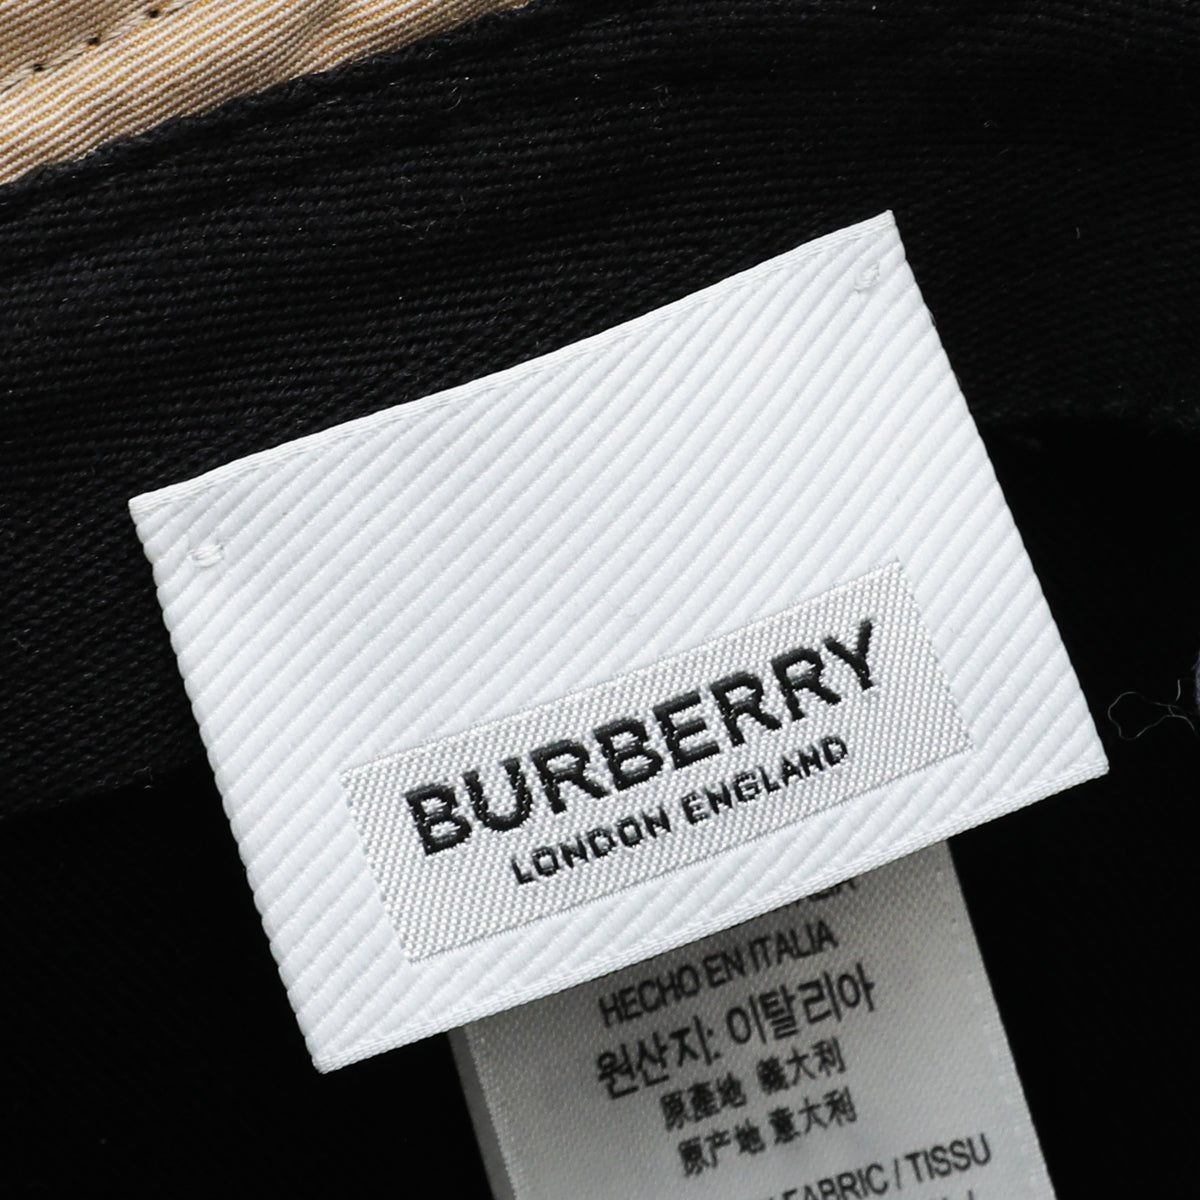 BURBERRY
LONDON ENGLAND
HECHO EN ITALIA
원산지: 이탈리아
原產地 義大利
原产地 意大利
FABRIC / TISSU